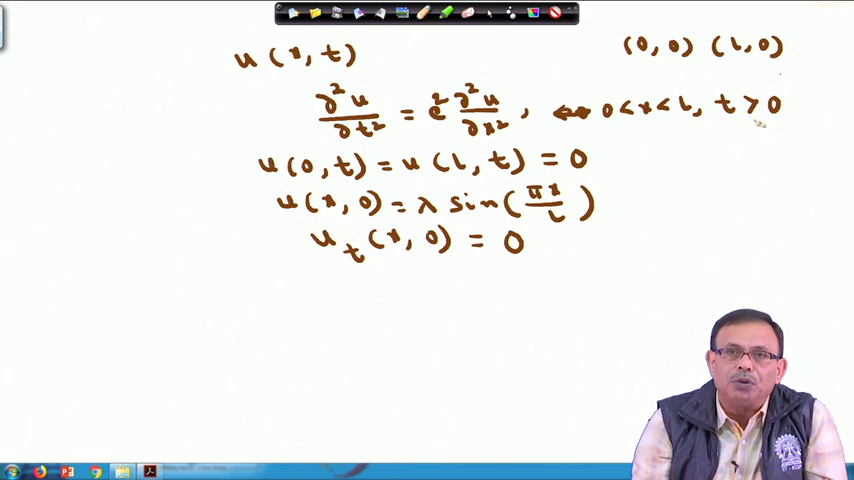 u(x,t) (0,0) (l,0)
∂²u/∂t² = c² ∂²u/∂x², 0<x<l, t>0
u(0,t) = u(l,t) = 0
u(x,0) = λ sin(πx/l)
u_t(x,0) = 0